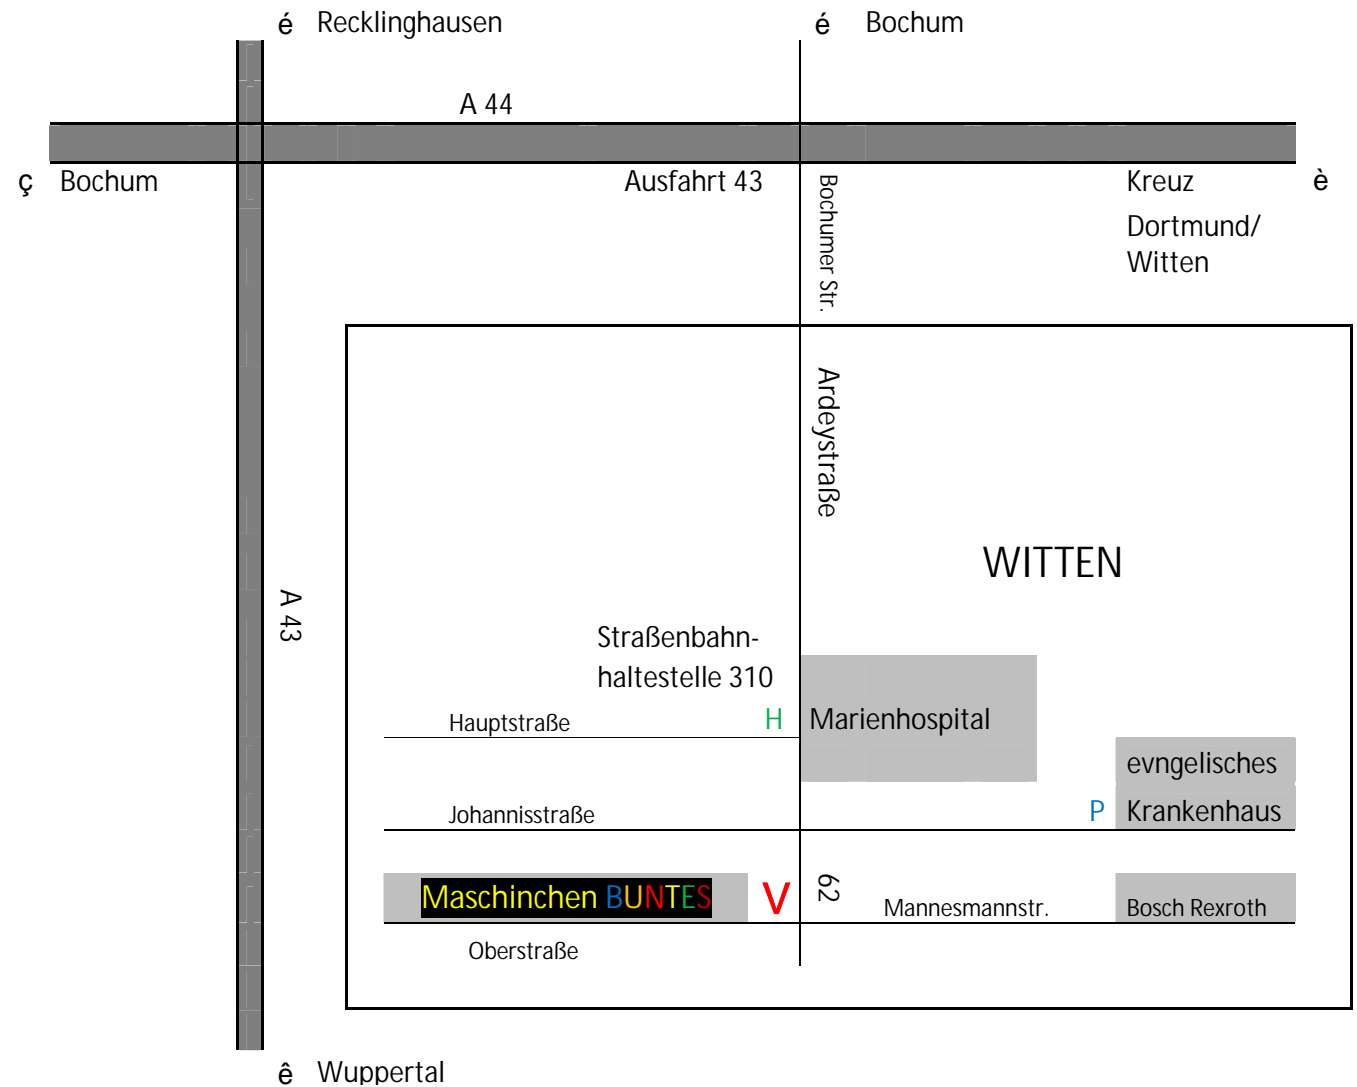 é Recklinghausen
é Bochum
A 44
ç Bochum
Ausfahrt 43
Bochumer Str.
Kreuz
è
Dortmund/
Witten
Ardeystraße
WITTEN
A 43
Straßenbahn-
haltestelle 310
Hauptstraße
H
Marienhospital
evngelisches
Johannisstraße
P
Krankenhaus
Maschinchen BUNTES
V
62
Mannesmannstr.
Bosch Rexroth
Oberstraße
ê Wuppertal